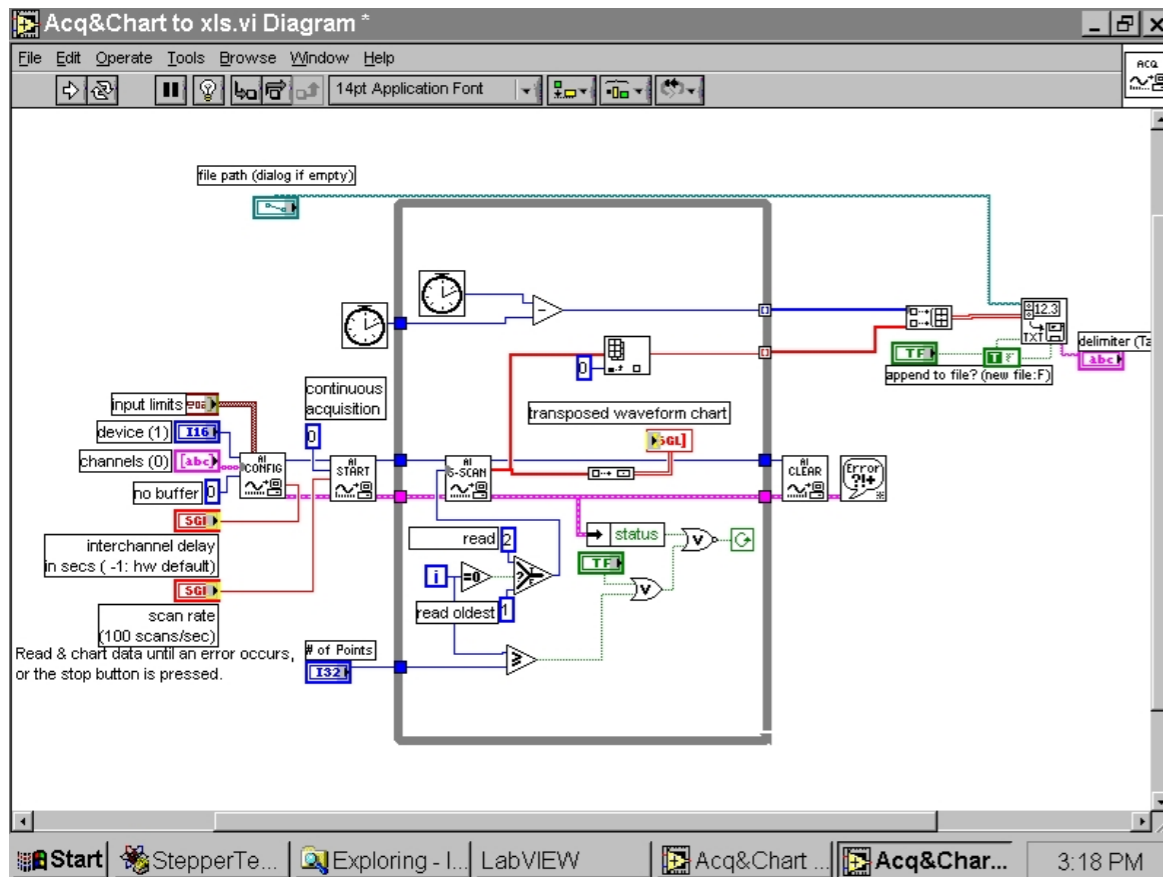 Acq&Chart to xls.vi Diagram *
File Edit Operate Tools Browse Window Help
14pt Application Font
ACQ
file path (dialog if empty)
12.3
TXT
delimiter (Ta
abc
TF
T F
append to file? (new file:F)
0
continuous
acquisition
0
transposed waveform chart
SGL]
input limits
device (1)
I16
channels (0)
[abc]
no buffer
0
AI
CONFIG
AI
START
AI
S-SCAN
AI
CLEAR
Error
?!+
SGL
interchannel delay
in secs ( -1: hw default)
SGL
scan rate
(100 scans/sec)
read
2
status
TF
i
=0
?
read oldest
1
Read & chart data until an error occurs,
or the stop button is pressed.
# of Points
I32
Start
StepperTe...
Exploring - I...
LabVIEW
Acq&Chart ...
Acq&Char...
3:18 PM